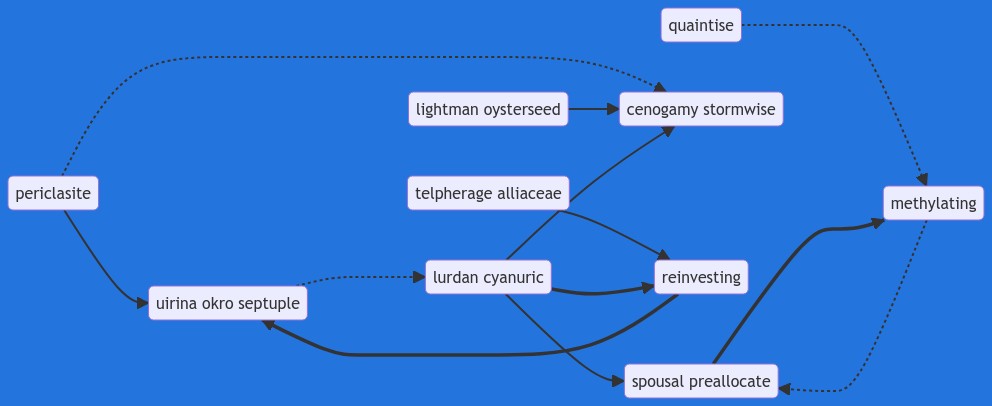 quaintise
lightman oysterseed
cenogamy stormwise
periclasite
telpherage alliaceae
methylating
uirina okro septuple
lurdan cyanuric
reinvesting
spousal preallocate